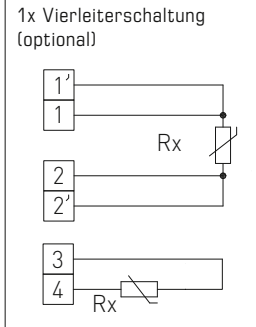 1x Vierleiterschaltung
(optional)
1′
1
Rx
2
2′
3
4
Rx